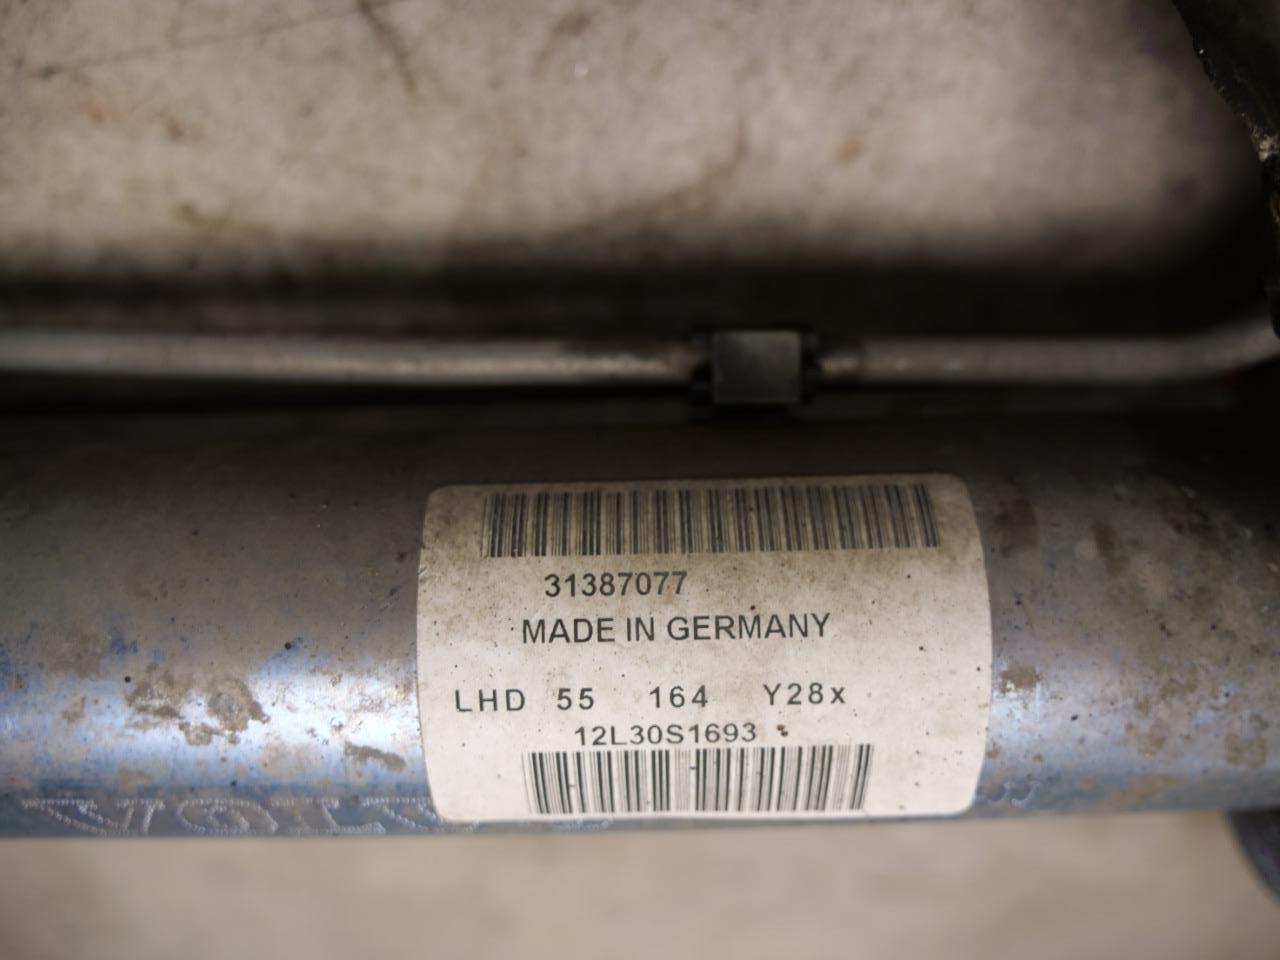 31387077
MADE IN GERMANY
LHD 55 164 Y28x
12L30S1693